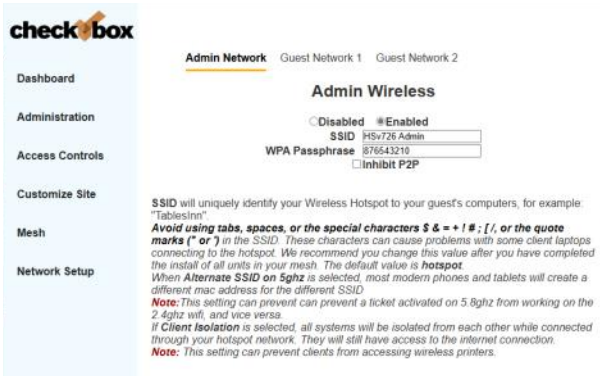 check box
Admin Network Guest Network 1 Guest Network 2
Dashboard
Admin Wireless
Administration
Disabled Enabled
SSID HSv726 Admin
WPA Passphrase 876543210
Inhibit P2P
Access Controls
Customize Site
Mesh
Network Setup
SSID will uniquely identify your Wireless Hotspot to your guest's computers, for example:
"TablesInn".
Avoid using tabs, spaces, or the special characters $ & = + ! # ; [ /, or the quote
marks (" or ') in the SSID. These characters can cause problems with some client laptops
connecting to the hotspot. We recommend you change this value after you have completed
the install of all units in your mesh. The default value is hotspot.
When Alternate SSID on 5ghz is selected, most modern phones and tablets will create a
different mac address for the different SSID
Note:This setting can prevent can prevent a ticket activated on 5.8ghz from working on the
2.4ghz wifi, and vice versa.
If Client Isolation is selected, all systems will be isolated from each other while connected
through your hotspot network. They will still have access to the internet connection.
Note: This setting can prevent clients from accessing wireless printers.